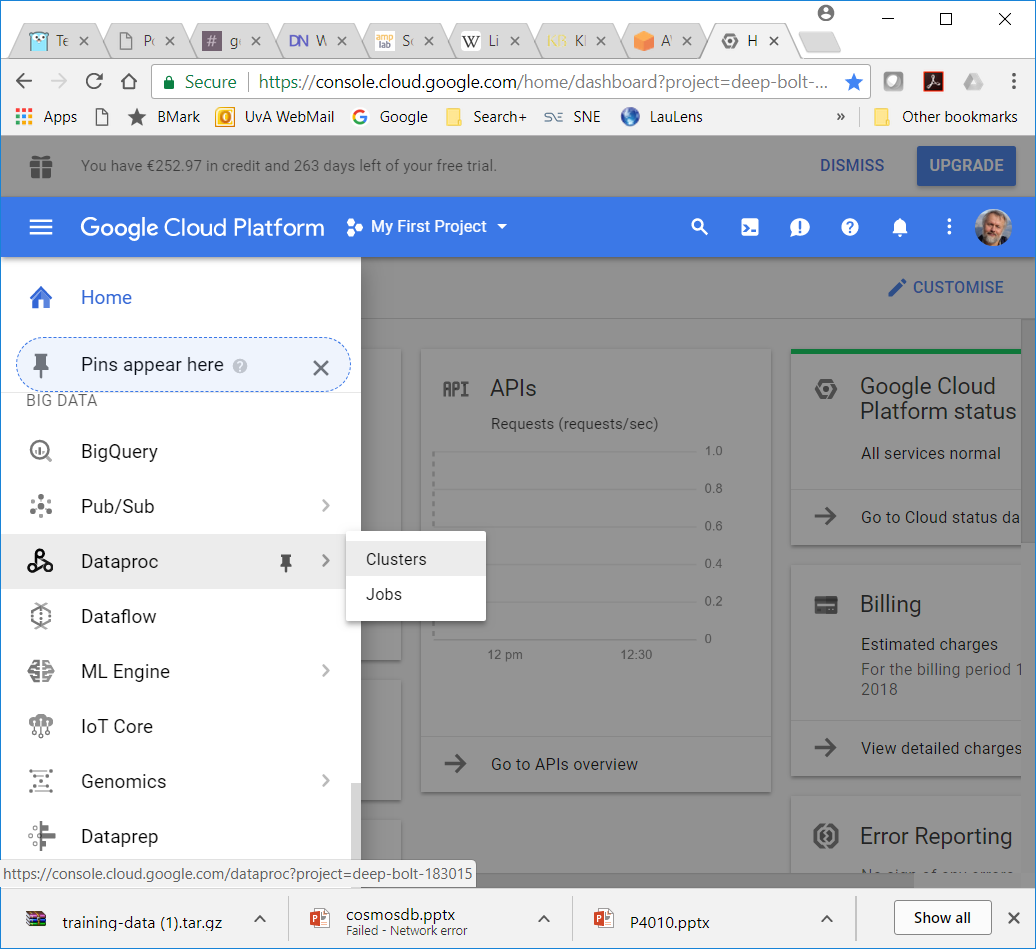 Te
Po
g
DN W
amp lab Sc
W Li
KB KI
AV
H
Secure https://console.cloud.google.com/home/dashboard?project=deep-bolt-...
Apps
BMark
UvA WebMail
Google
Search+
SNE
LauLens
»
Other bookmarks
You have €252.97 in credit and 263 days left of your free trial.
DISMISS
UPGRADE
Google Cloud Platform
My First Project
Home
CUSTOMISE
Pins appear here
BIG DATA
BigQuery
Pub/Sub
Dataproc
Clusters
Jobs
Dataflow
ML Engine
IoT Core
Genomics
Dataprep
API APIs
Requests (requests/sec)
1.0
0.8
0.6
0.4
0.2
0
12 pm
12:30
Go to APIs overview
Google Cloud
Platform status
All services normal
Go to Cloud status da
Billing
Estimated charges
For the billing period 1
2018
View detailed charges
Error Reporting
https://console.cloud.google.com/dataproc?project=deep-bolt-183015
training-data (1).tar.gz
cosmosdb.pptx
Failed - Network error
P4010.pptx
Show all